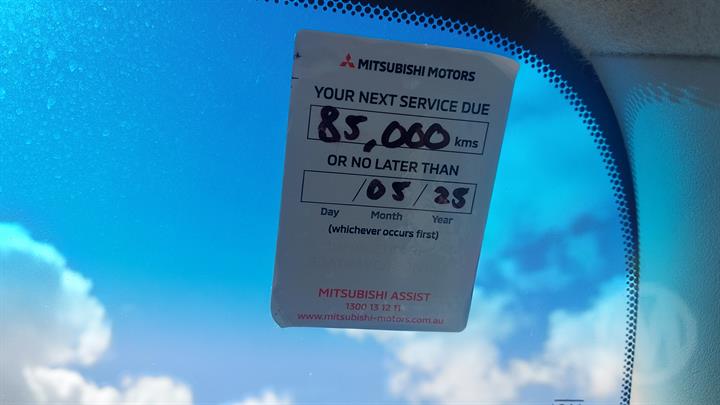 MITSUBISHI MOTORS
YOUR NEXT SERVICE DUE
85,000 kms
OR NO LATER THAN
/05/25
Day Month Year
(whichever occurs first)
MITSUBISHI ASSIST
1300 13 12 11
www.mitsubishi-motors.com.au